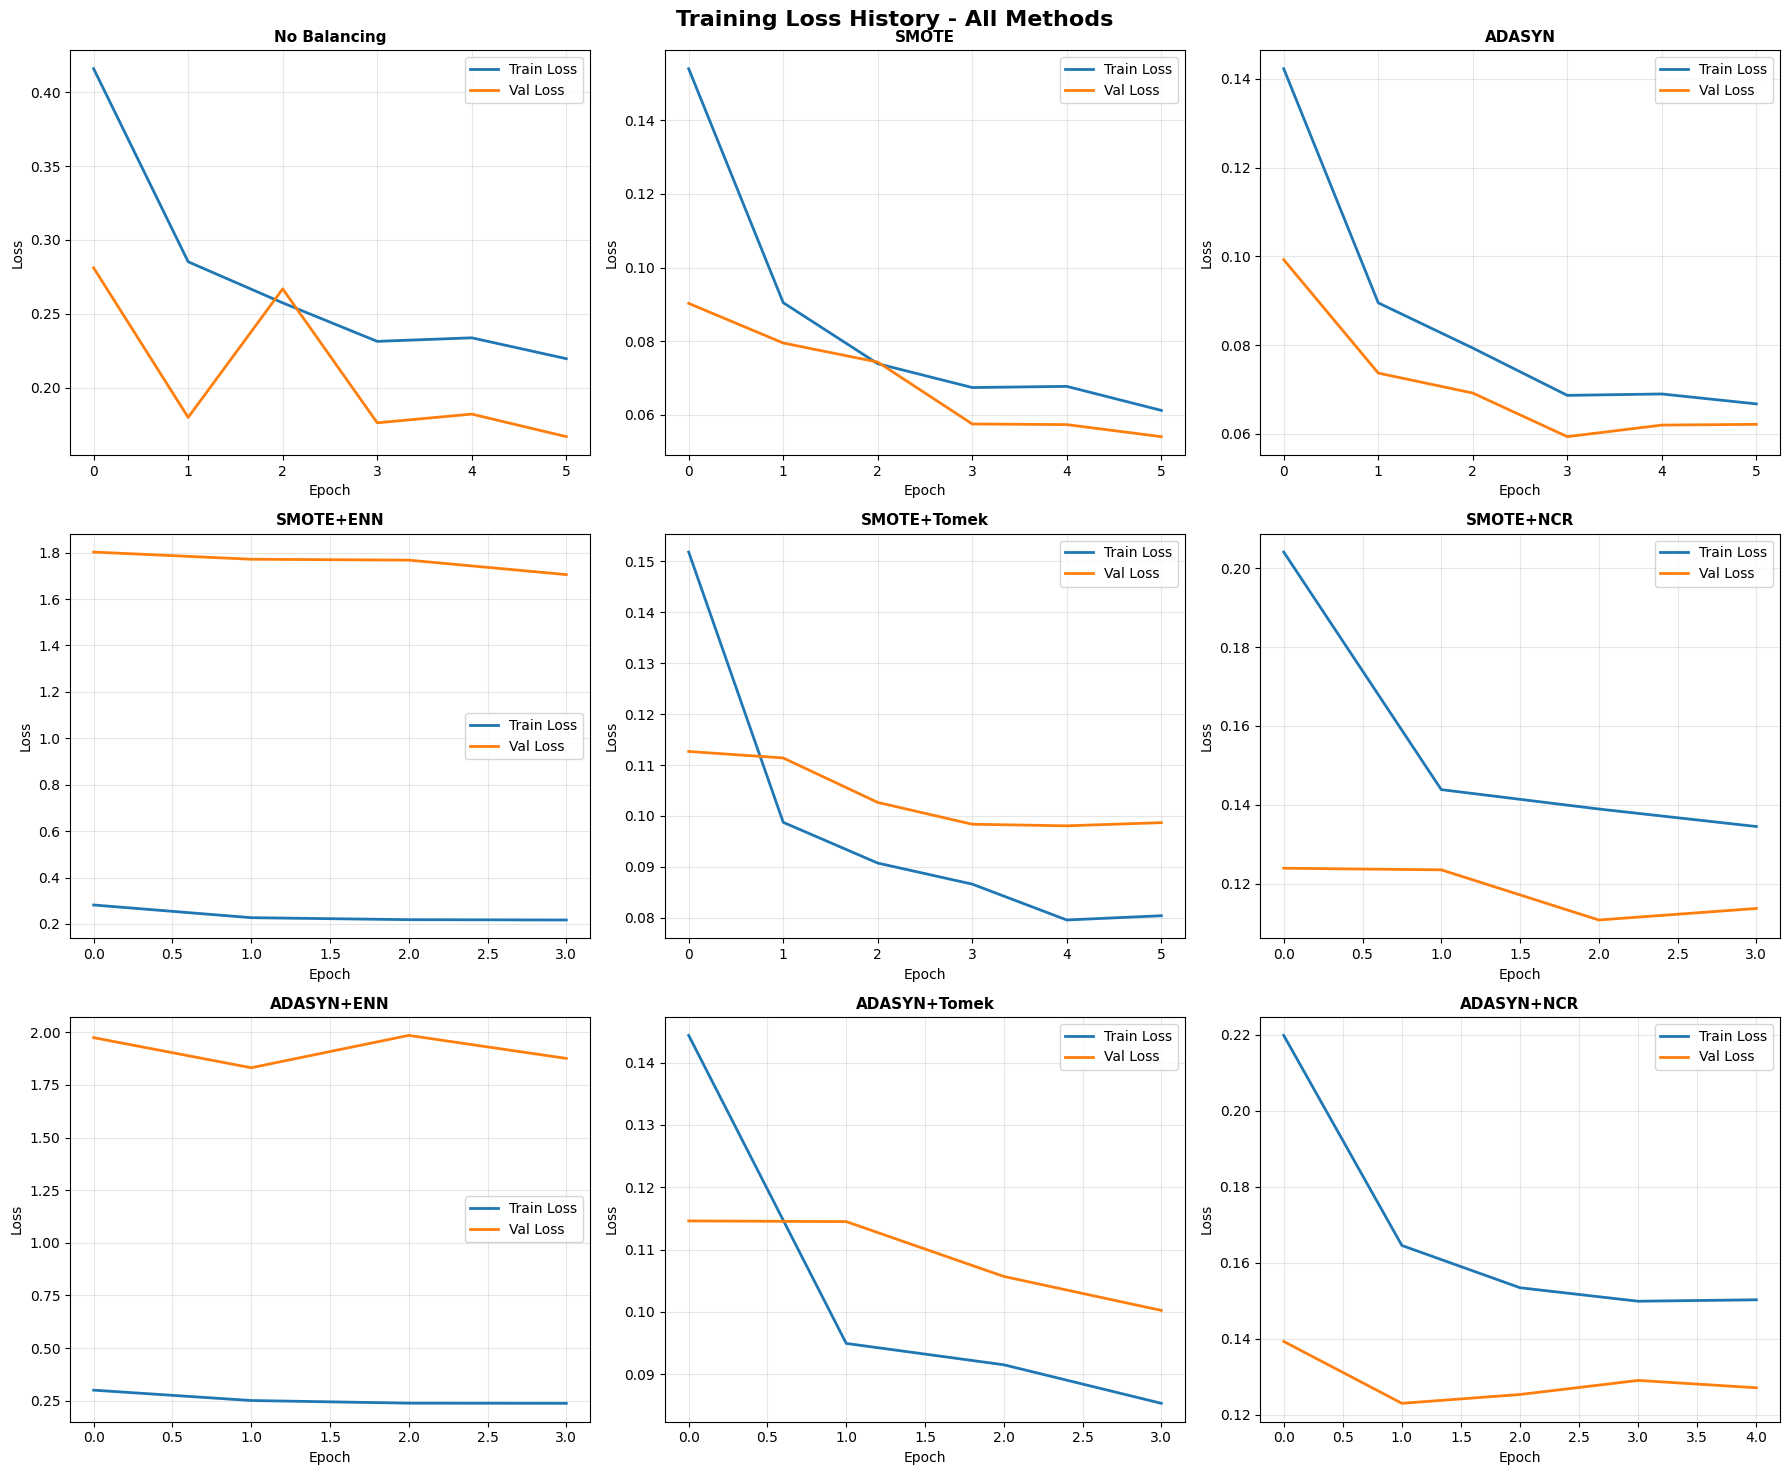 Training Loss History - All Methods
No Balancing
Train Loss
Val Loss
0.40
0.35
0.30
0.25
0.20
Loss
0 1 2 3 4 5
Epoch
SMOTE
Train Loss
Val Loss
0.14
0.12
0.10
0.08
0.06
Loss
0 1 2 3 4 5
Epoch
ADASYN
Train Loss
Val Loss
0.14
0.12
0.10
0.08
0.06
Loss
0 1 2 3 4 5
Epoch
SMOTE+ENN
1.8
1.6
1.4
1.2
1.0
0.8
0.6
0.4
0.2
Loss
Train Loss
Val Loss
0.0 0.5 1.0 1.5 2.0 2.5 3.0
Epoch
SMOTE+Tomek
Train Loss
Val Loss
0.15
0.14
0.13
0.12
0.11
0.10
0.09
0.08
Loss
0 1 2 3 4 5
Epoch
SMOTE+NCR
Train Loss
Val Loss
0.20
0.18
0.16
0.14
0.12
Loss
0.0 0.5 1.0 1.5 2.0 2.5 3.0
Epoch
ADASYN+ENN
2.00
1.75
1.50
1.25
1.00
0.75
0.50
0.25
Loss
Train Loss
Val Loss
0.0 0.5 1.0 1.5 2.0 2.5 3.0
Epoch
ADASYN+Tomek
Train Loss
Val Loss
0.14
0.13
0.12
0.11
0.10
0.09
Loss
0.0 0.5 1.0 1.5 2.0 2.5 3.0
Epoch
ADASYN+NCR
Train Loss
Val Loss
0.22
0.20
0.18
0.16
0.14
0.12
Loss
0.0 0.5 1.0 1.5 2.0 2.5 3.0 3.5 4.0
Epoch